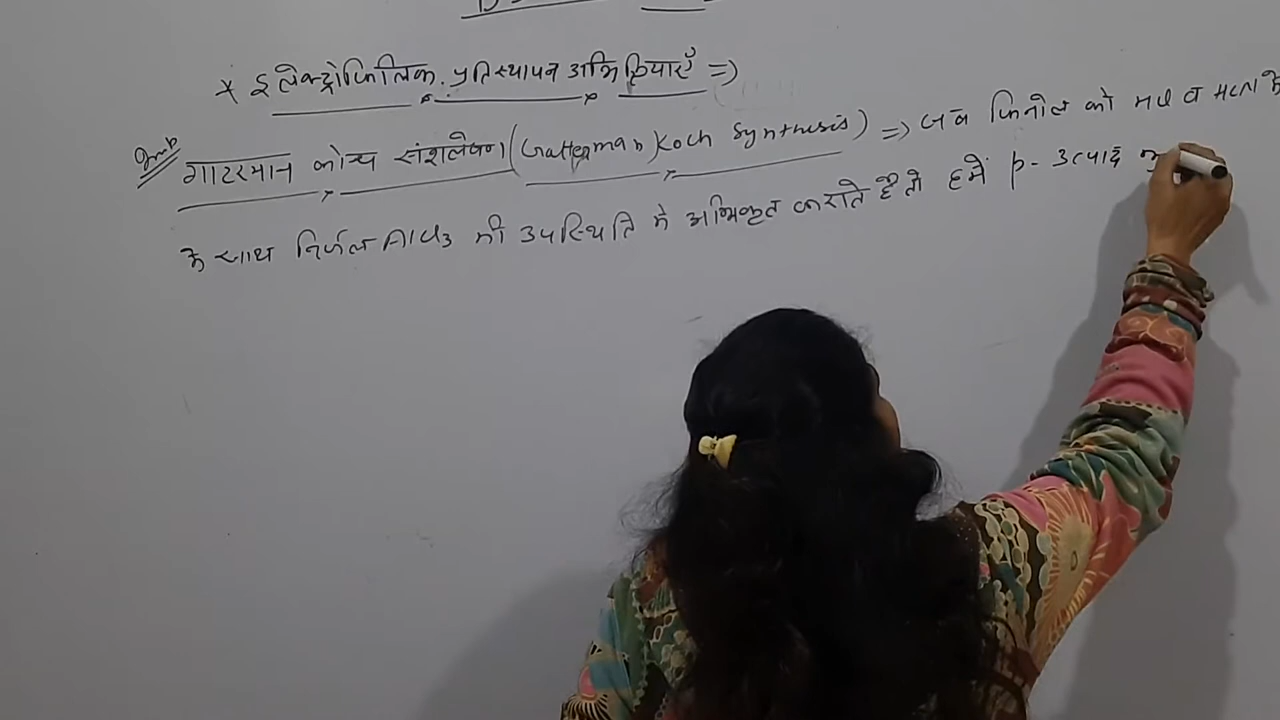 * इलेक्ट्रोफिलिक प्रतिस्थापन अभिक्रियाएँ =>
Imp गाटरमान कोच संश्लेषण (Gatterman Koch Synthesis) => जब फिनोल को HCl व
के साथ निर्जल AlCl3 की उपस्थिति में अभिकृत कराते है तो हमें p- उत्पाद